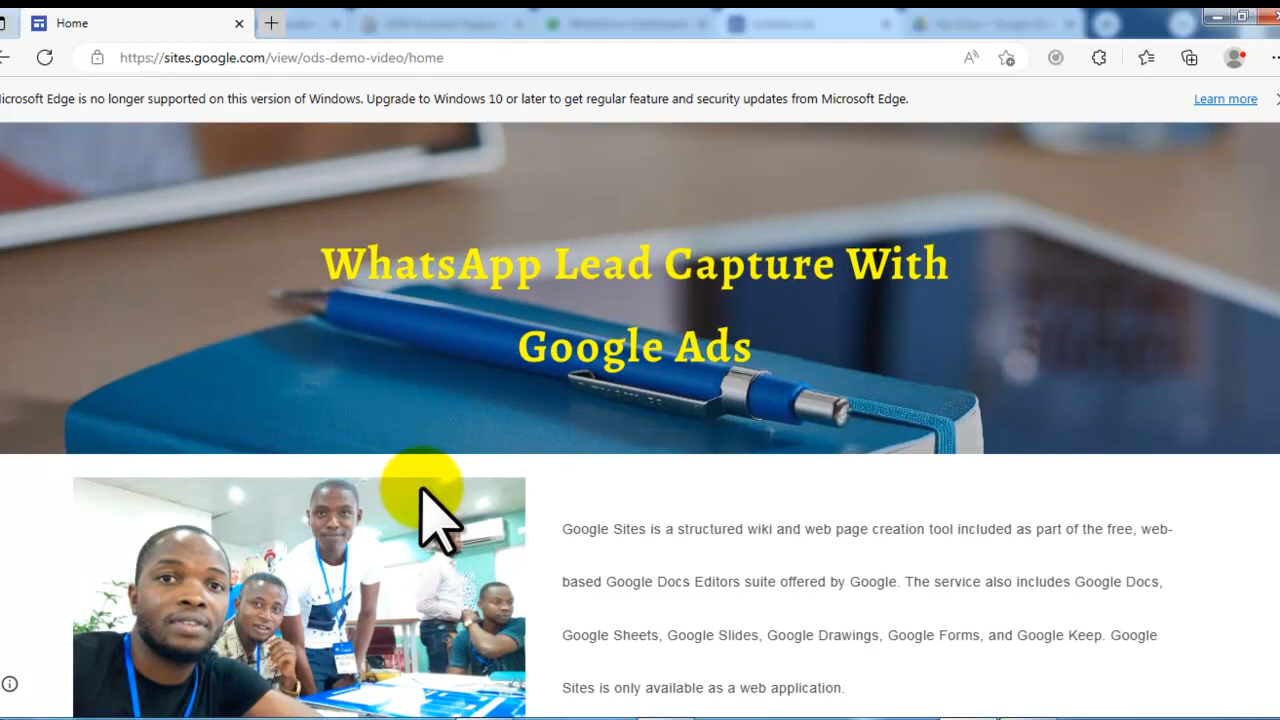 Home
https://sites.google.com/view/ods-demo-video/home
icrosoft Edge is no longer supported on this version of Windows. Upgrade to Windows 10 or later to get regular feature and security updates from Microsoft Edge.
Learn more
WhatsApp Lead Capture With
Google Ads
Google Sites is a structured wiki and web page creation tool included as part of the free, web-
based Google Docs Editors suite offered by Google. The service also includes Google Docs,
Google Sheets, Google Slides, Google Drawings, Google Forms, and Google Keep. Google
Sites is only available as a web application.